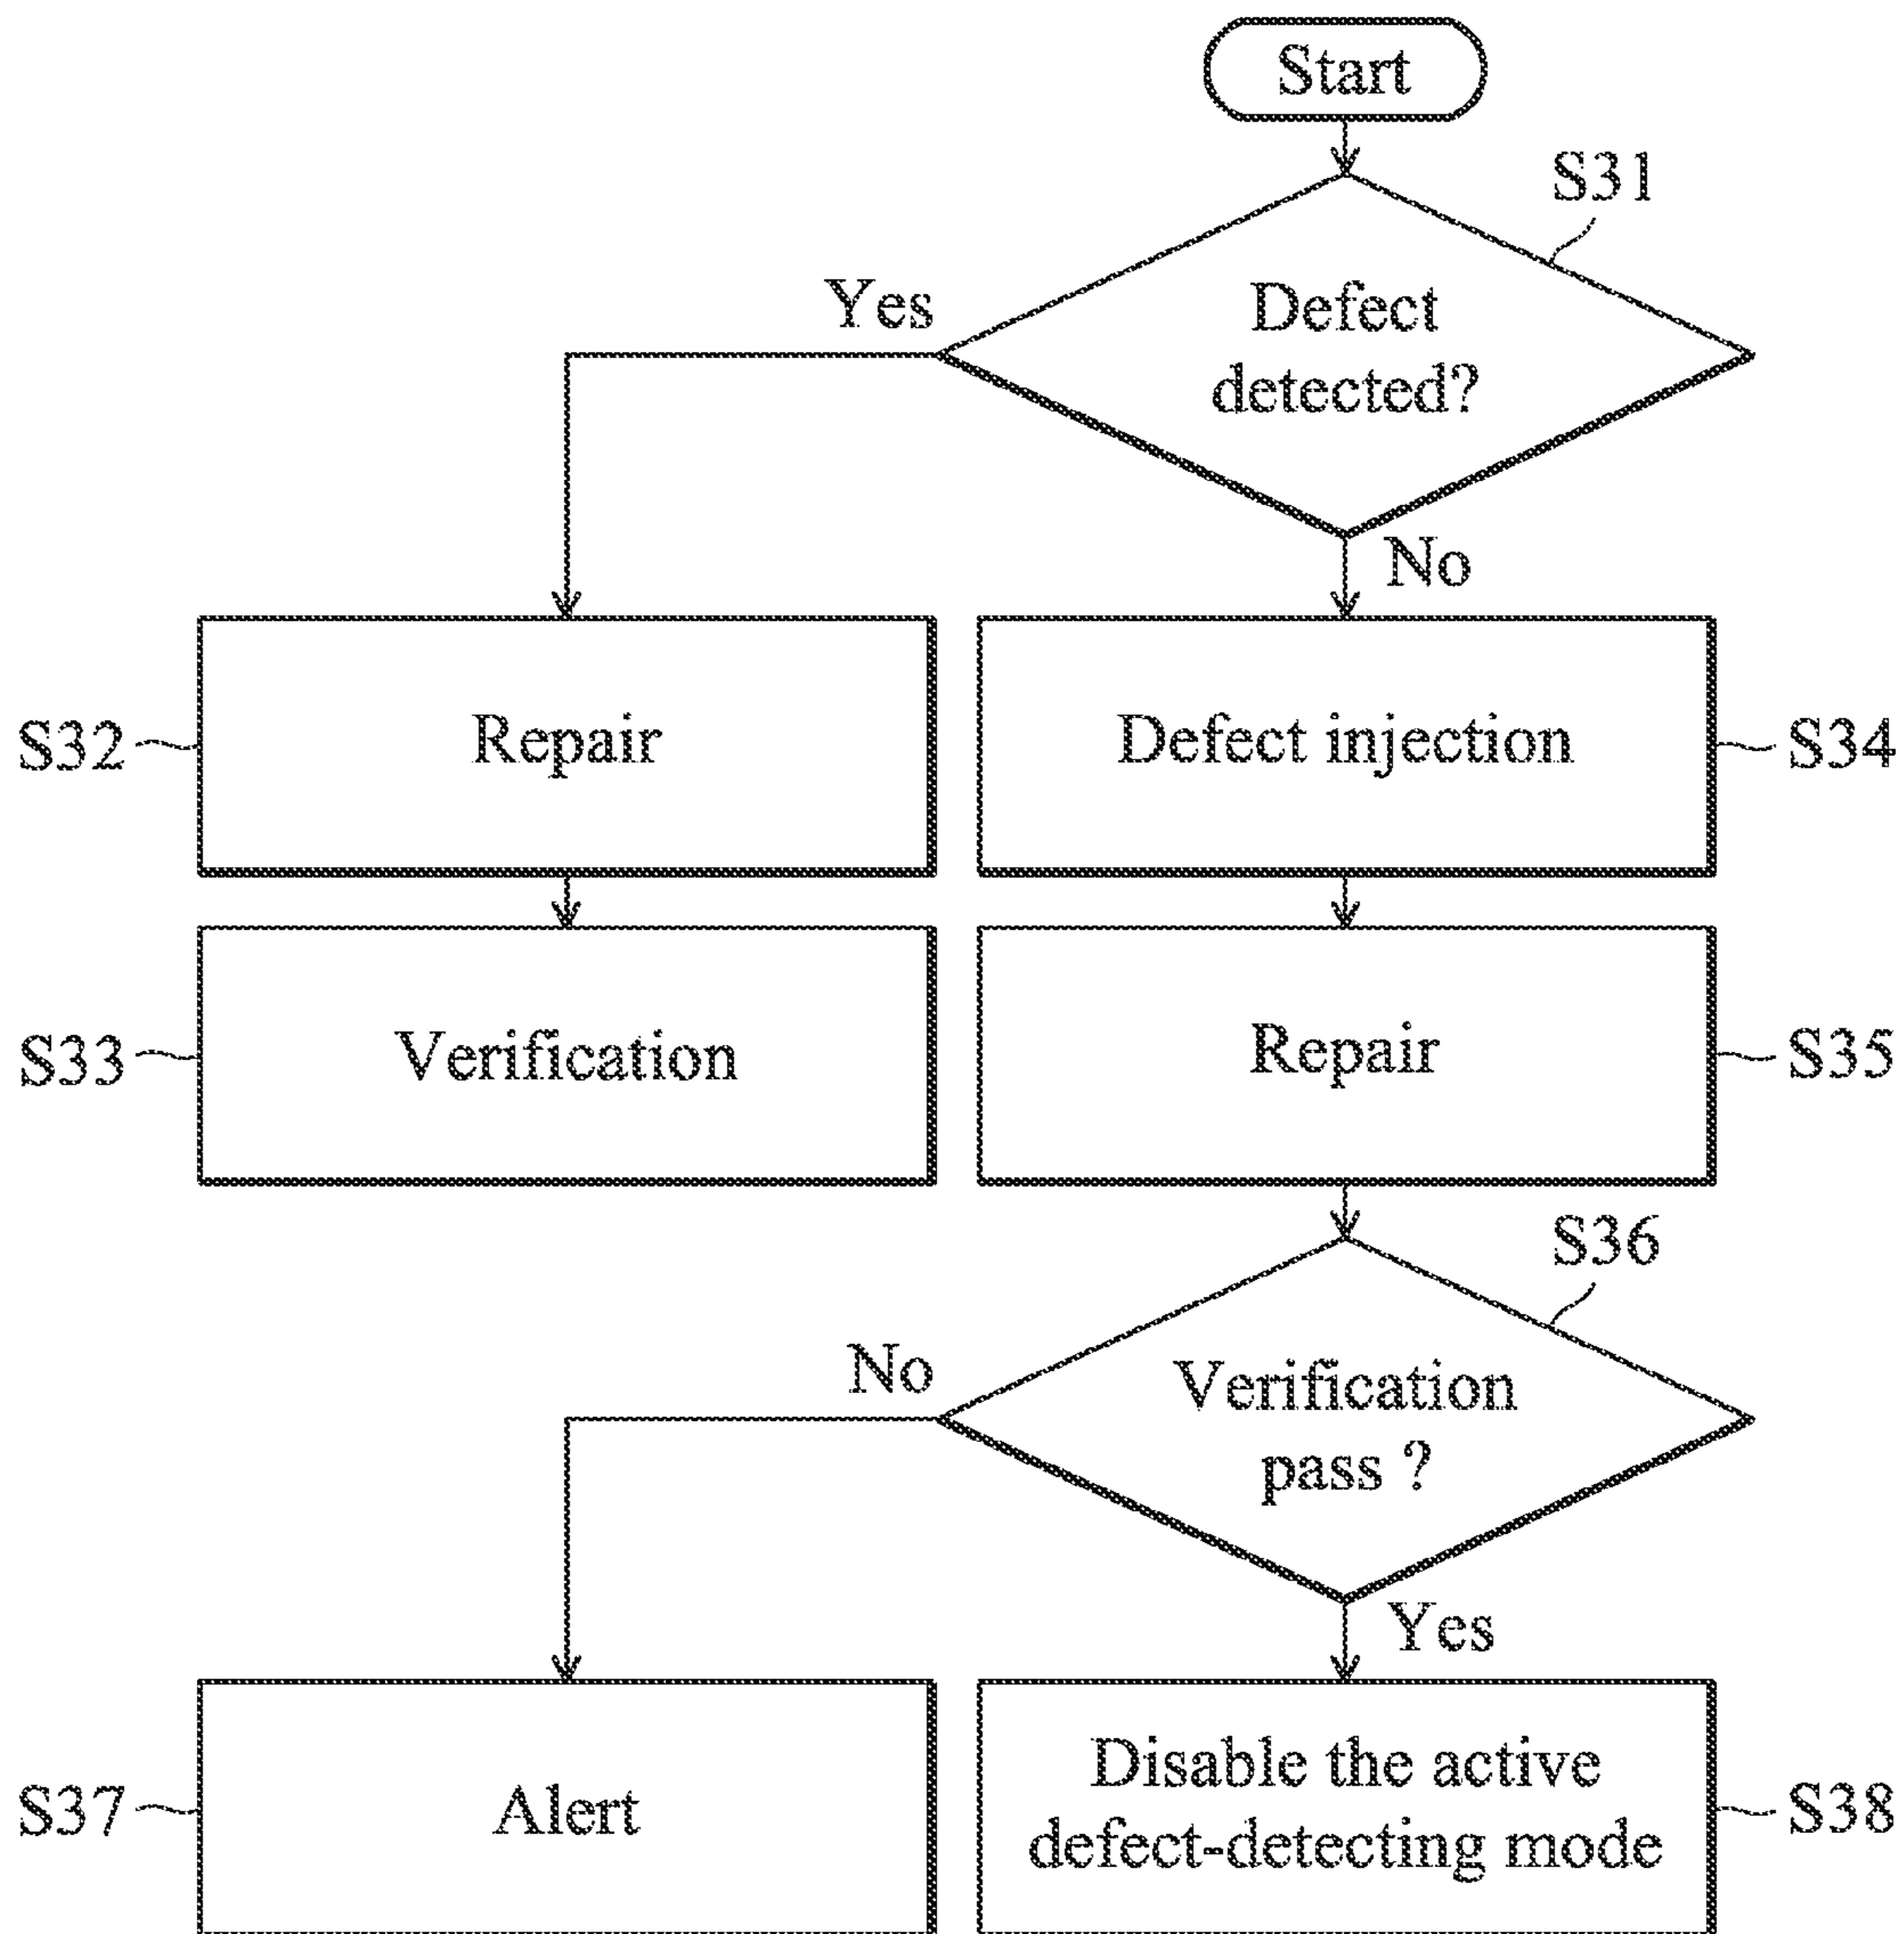 Start
S31
Yes
Defect
detected?
No
S32
Repair
Defect injection
S34
S33
Verification
Repair
S35
S36
No
Verification
pass ?
Yes
S37
Alert
Disable the active
defect-detecting mode
S38